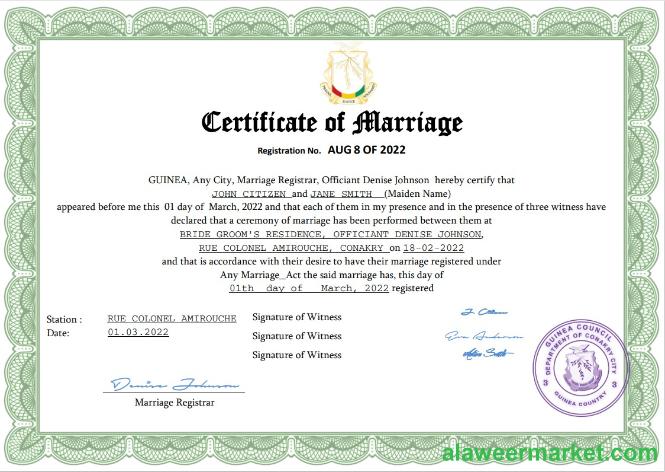 Certificate of Marriage
Registration No. AUG 8 OF 2022
GUINEA, Any City, Marriage Registrar, Officiant Denise Johnson hereby certify that
JOHN CITIZEN and JANE SMITH (Maiden Name)
appeared before me this 01 day of March, 2022 and that each of them in my presence and in the presence of three witness have
declared that a ceremony of marriage has been performed between them at
BRIDE GROOM'S RESIDENCE, OFFICIANT DENISE JOHNSON,
RUE COLONEL AMIROUCHE, CONAKRY on 18-02-2022
and that is accordance with their desire to have their marriage registered under
Any Marriage_Act the said marriage has, this day of
01th day of March, 2022 registered
Station : RUE COLONEL AMIROUCHE
Date: 01.03.2022
Signature of Witness
Signature of Witness
Signature of Witness
Denise Johnson
Marriage Registrar
GUINEA COUNCIL
DEPARTMENT OF CONAKRY CITY
GUINEA COUNTRY
alaweermarket.com